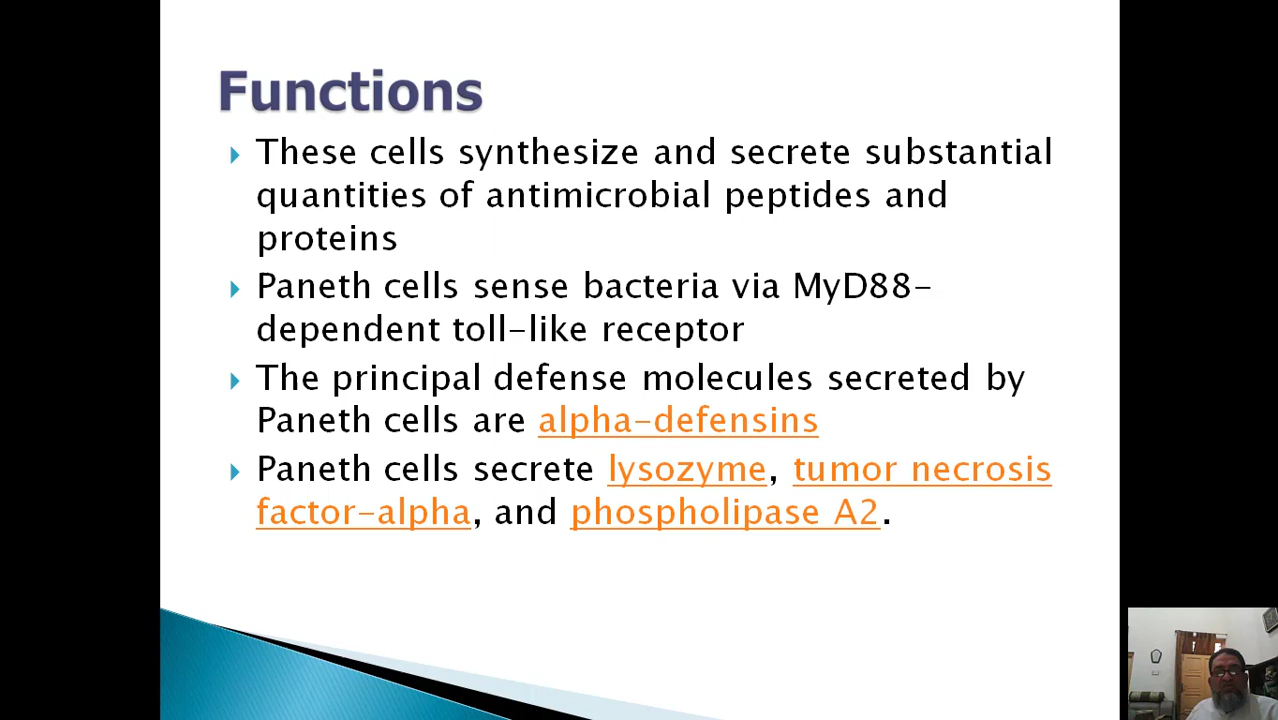 Functions
These cells synthesize and secrete substantial
quantities of antimicrobial peptides and
proteins
Paneth cells sense bacteria via MyD88-
dependent toll-like receptor
The principal defense molecules secreted by
Paneth cells are alpha-defensins
Paneth cells secrete lysozyme, tumor necrosis
factor-alpha, and phospholipase A2.